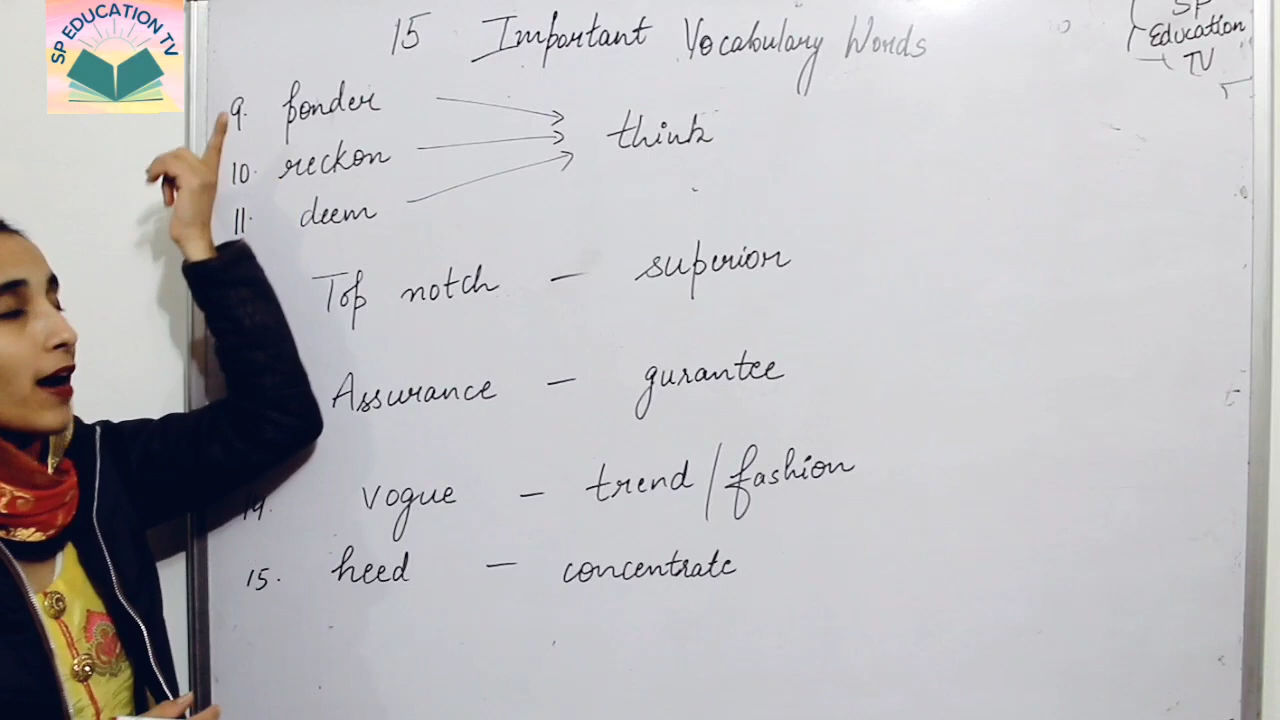 SP EDUCATION TV
15 Important Vocabulary Words
SP
Education
TV
9. ponder
10. reckon
11. deem
think
Top notch - superior
Assurance - gurantee
14. vogue - trend/fashion
15. heed - concentrate